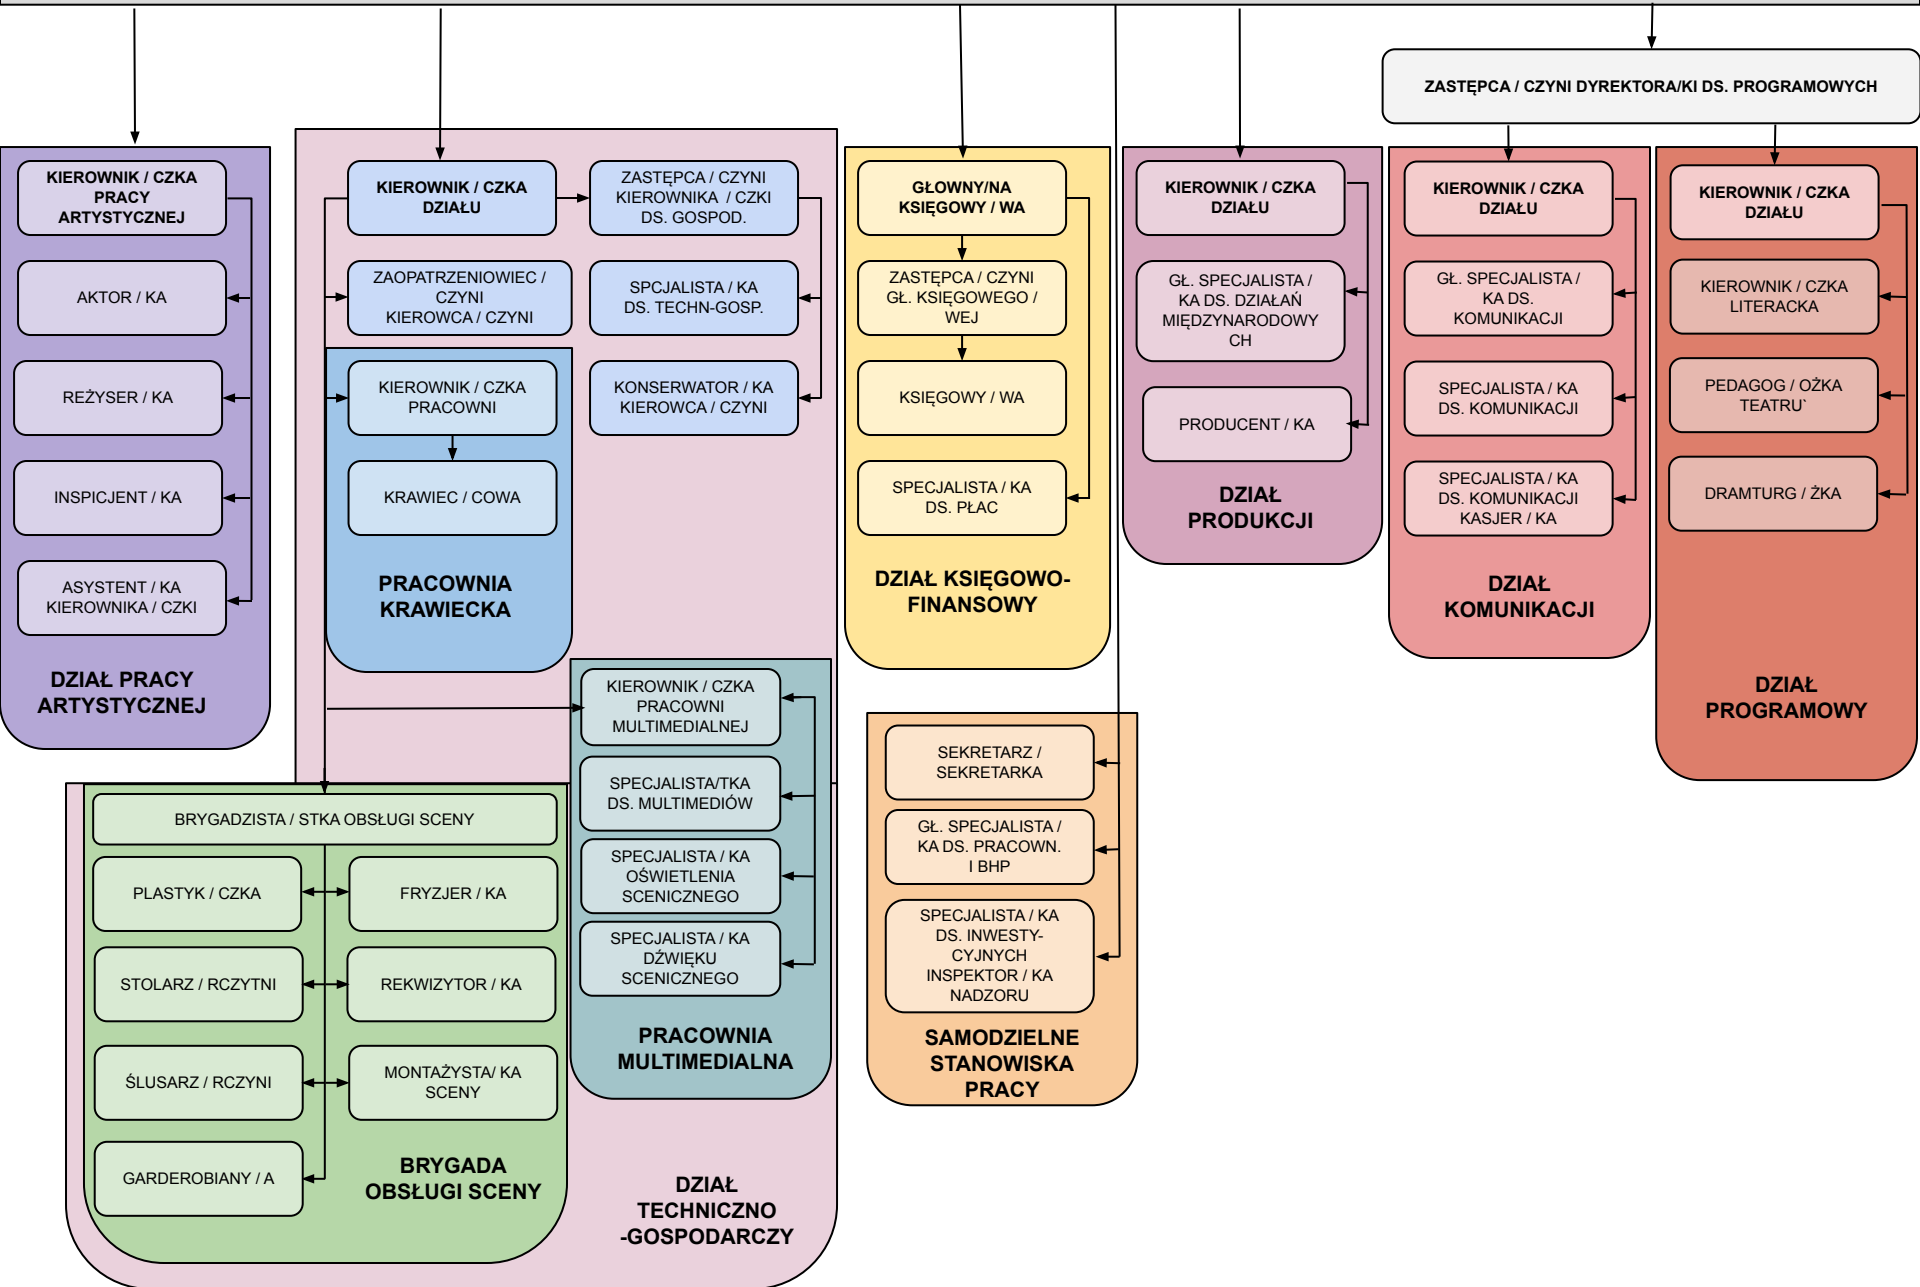 ZASTĘPCA / CZYNI DYREKTORA/KI DS. PROGRAMOWYCH
KIEROWNIK / CZKA
PRACY
ARTYSTYCZNEJ
AKTOR / KA
REŻYSER / KA
INSPICJENT / KA
ASYSTENT / KA
KIEROWNIKA / CZKI
DZIAŁ PRACY
ARTYSTYCZNEJ
KIEROWNIK / CZKA
DZIAŁU
ZASTĘPCA / CZYNI
KIEROWNIKA / CZKI
DS. GOSPOD.
ZAOPATRZENIOWIEC /
CZYNI
KIEROWCA / CZYNI
SPCJALISTA / KA
DS. TECHN-GOSP.
KIEROWNIK / CZKA
PRACOWNI
KONSERWATOR / KA
KIEROWCA / CZYNI
KRAWIEC / COWA
PRACOWNIA
KRAWIECKA
KIEROWNIK / CZKA
PRACOWNI
MULTIMEDIALNEJ
SPECJALISTA/TKA
DS. MULTIMEDIÓW
SPECJALISTA / KA
OŚWIETLENIA
SCENICZNEGO
SPECJALISTA / KA
DŹWIĘKU
SCENICZNEGO
PRACOWNIA
MULTIMEDIALNA
BRYGADZISTA / STKA OBSŁUGI SCENY
PLASTYK / CZKA
FRYZJER / KA
STOLARZ / RCZYTNI
REKWIZYTOR / KA
ŚLUSARZ / RCZYNI
MONTAŻYSTA/ KA
SCENY
GARDEROBIANY / A
BRYGADA
OBSŁUGI SCENY
DZIAŁ
TECHNICZNO
-GOSPODARCZY
GŁOWNY/NA
KSIĘGOWY / WA
ZASTĘPCA / CZYNI
GŁ. KSIĘGOWEGO /
WEJ
KSIĘGOWY / WA
SPECJALISTA / KA
DS. PŁAC
DZIAŁ KSIĘGOWO-
FINANSOWY
SEKRETARZ /
SEKRETARKA
GŁ. SPECJALISTA /
KA DS. PRACOWN.
I BHP
SPECJALISTA / KA
DS. INWESTY-
CYJNYCH
INSPEKTOR / KA
NADZORU
SAMODZIELNE
STANOWISKA
PRACY
KIEROWNIK / CZKA
DZIAŁU
GŁ. SPECJALISTA /
KA DS. DZIAŁAŃ
MIĘDZYNARODOWY
CH
PRODUCENT / KA
DZIAŁ
PRODUKCJI
KIEROWNIK / CZKA
DZIAŁU
GŁ. SPECJALISTA /
KA DS.
KOMUNIKACJI
SPECJALISTA / KA
DS. KOMUNIKACJI
SPECJALISTA / KA
DS. KOMUNIKACJI
KASJER / KA
DZIAŁ
KOMUNIKACJI
KIEROWNIK / CZKA
DZIAŁU
KIEROWNIK / CZKA
LITERACKA
PEDAGOG / OŻKA
TEATRU`
DRAMTURG / ŻKA
DZIAŁ
PROGRAMOWY